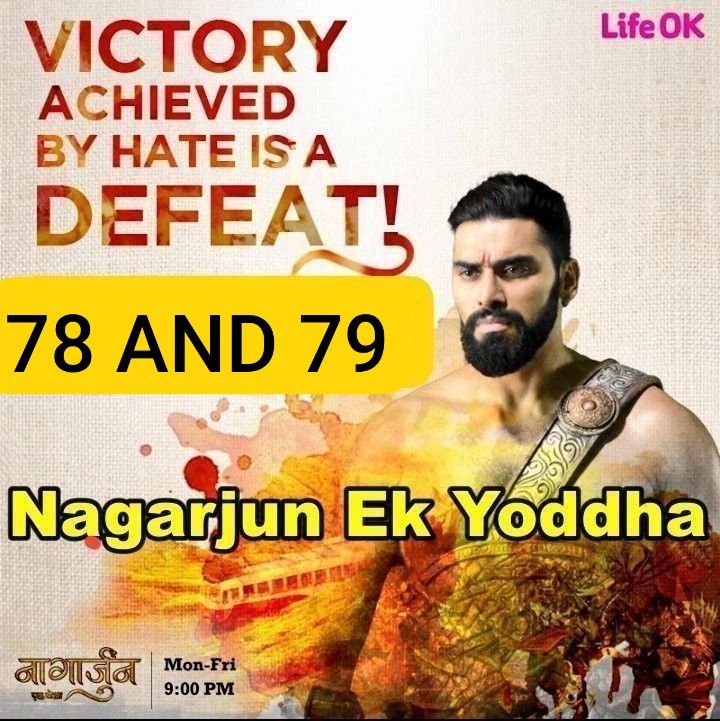 Life OK
VICTORY
ACHIEVED
BY HATE IS A
DEFEAT!
78 AND 79
Nagarjun Ek Yoddha
नागार्जुन
एक योद्धा
Mon-Fri
9:00 PM